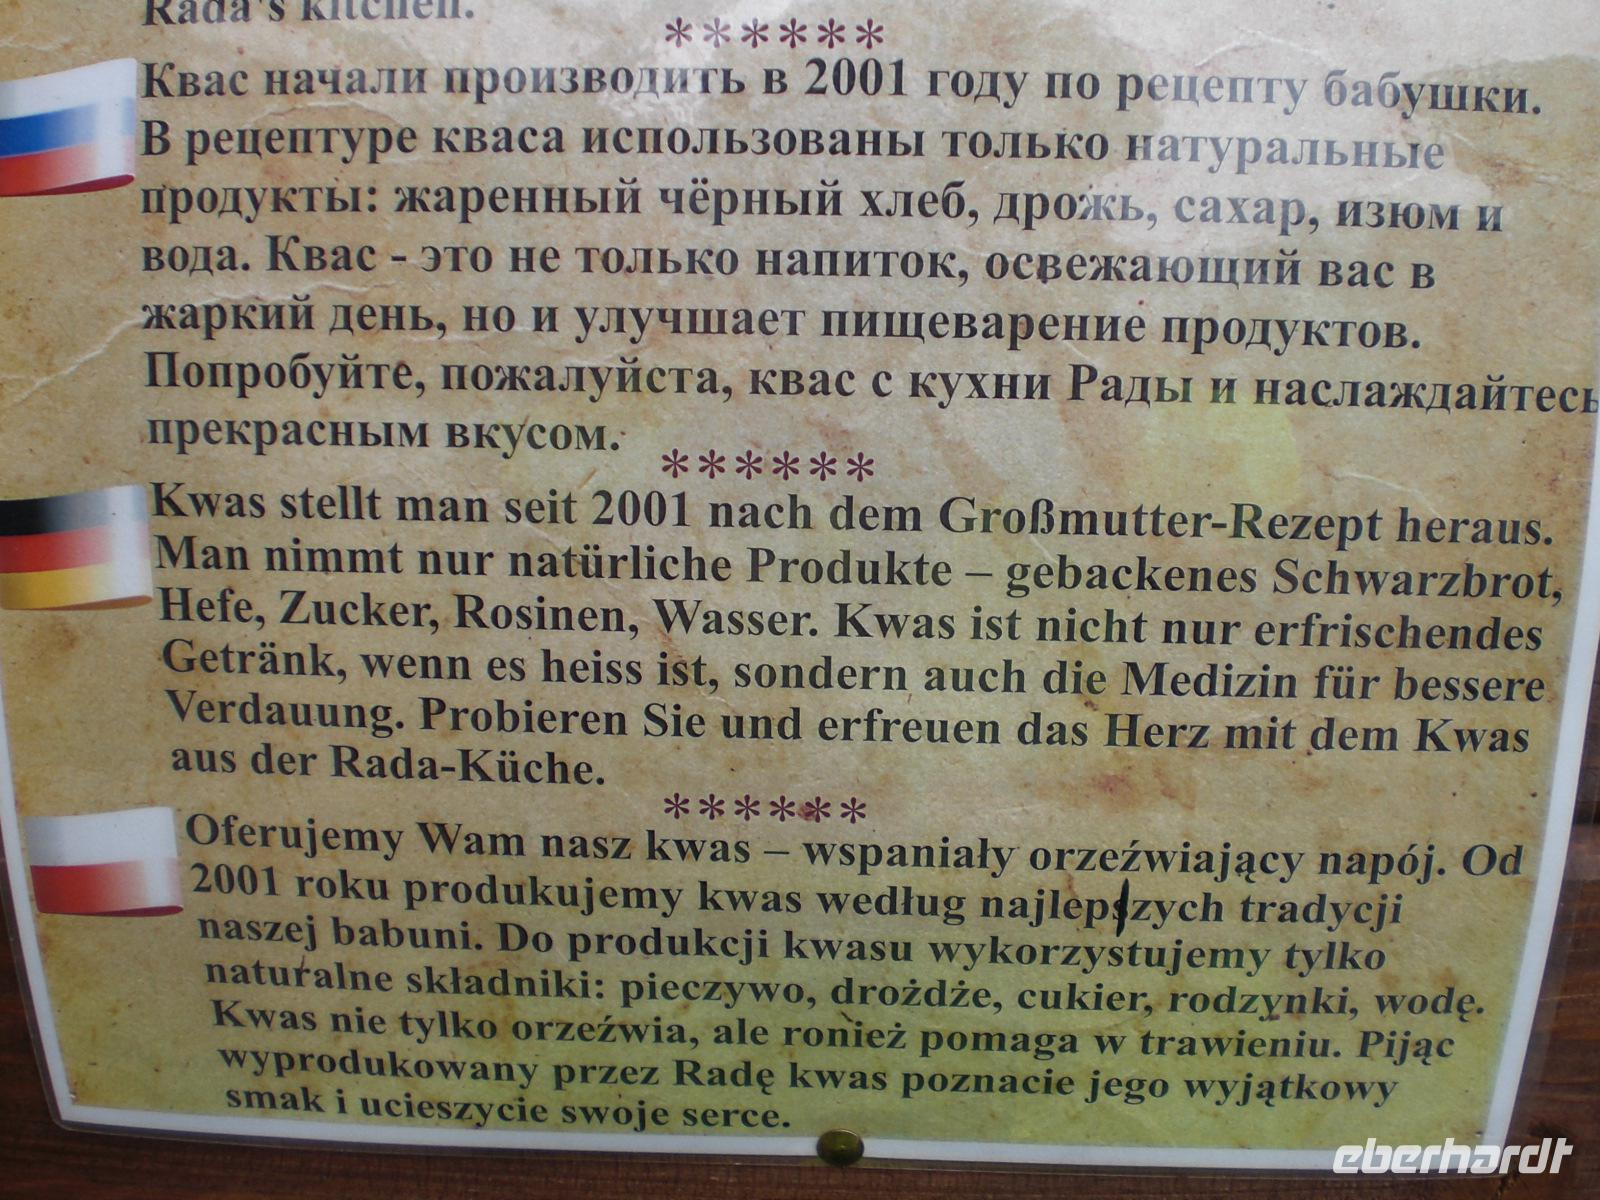 Rada's kitchen.
******
Квас начали производить в 2001 году по рецепту бабушки.
В рецептуре кваса использованы только натуральные
продукты: жаренный чёрный хлеб, дрожь, сахар, изюм и
вода. Квас - это не только напиток, освежающий вас в
жаркий день, но и улучшает пищеварение продуктов.
Попробуйте, пожалуйста, квас с кухни Рады и наслаждайтесь
прекрасным вкусом.
******
Kwas stellt man seit 2001 nach dem Großmutter-Rezept heraus.
Man nimmt nur natürliche Produkte – gebackenes Schwarzbrot,
Hefe, Zucker, Rosinen, Wasser. Kwas ist nicht nur erfrischendes
Getränk, wenn es heiss ist, sondern auch die Medizin für bessere
Verdauung. Probieren Sie und erfreuen das Herz mit dem Kwas
aus der Rada-Küche.
******
Oferujemy Wam nasz kwas – wspaniały orzeźwiający napój. Od
2001 roku produkujemy kwas według najlepszych tradycji
naszej babuni. Do produkcji kwasu wykorzystujemy tylko
naturalne składniki: pieczywo, drożdże, cukier, rodzynki, wodę.
Kwas nie tylko orzeźwia, ale ronież pomaga w trawieniu. Pijąc
wyprodukowany przez Radę kwas poznacie jego wyjątkowy
smak i ucieszycie swoje serce.
eberhardt